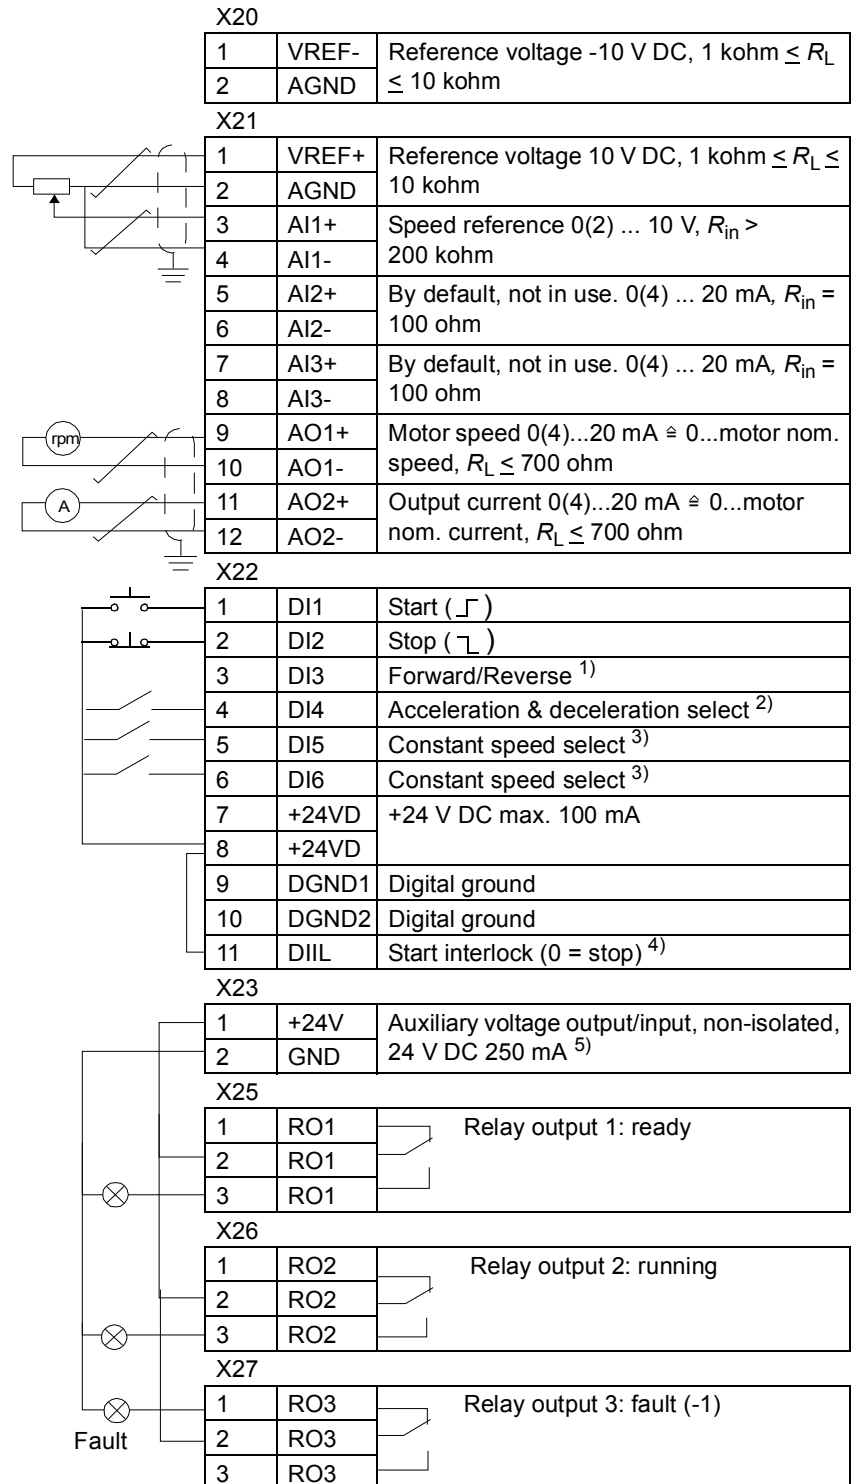 X20
1 VREF- Reference voltage -10 V DC, 1 kohm ≤ RL
2 AGND ≤ 10 kohm
X21
1 VREF+ Reference voltage 10 V DC, 1 kohm ≤ RL ≤
2 AGND 10 kohm
3 AI1+ Speed reference 0(2) ... 10 V, Rin >
4 AI1- 200 kohm
5 AI2+ By default, not in use. 0(4) ... 20 mA, Rin =
6 AI2- 100 ohm
7 AI3+ By default, not in use. 0(4) ... 20 mA, Rin =
8 AI3- 100 ohm
rpm 9 AO1+ Motor speed 0(4)...20 mA ≙ 0...motor nom.
10 AO1- speed, RL ≤ 700 ohm
A 11 AO2+ Output current 0(4)...20 mA ≙ 0...motor
12 AO2- nom. current, RL ≤ 700 ohm
X22
1 DI1 Start ( )
2 DI2 Stop ( )
3 DI3 Forward/Reverse 1)
4 DI4 Acceleration & deceleration select 2)
5 DI5 Constant speed select 3)
6 DI6 Constant speed select 3)
7 +24VD +24 V DC max. 100 mA
8 +24VD
9 DGND1 Digital ground
10 DGND2 Digital ground
11 DIIL Start interlock (0 = stop) 4)
X23
1 +24V Auxiliary voltage output/input, non-isolated,
2 GND 24 V DC 250 mA 5)
X25
1 RO1 Relay output 1: ready
2 RO1
3 RO1
X26
1 RO2 Relay output 2: running
2 RO2
3 RO2
X27
1 RO3 Relay output 3: fault (-1)
Fault 2 RO3
3 RO3